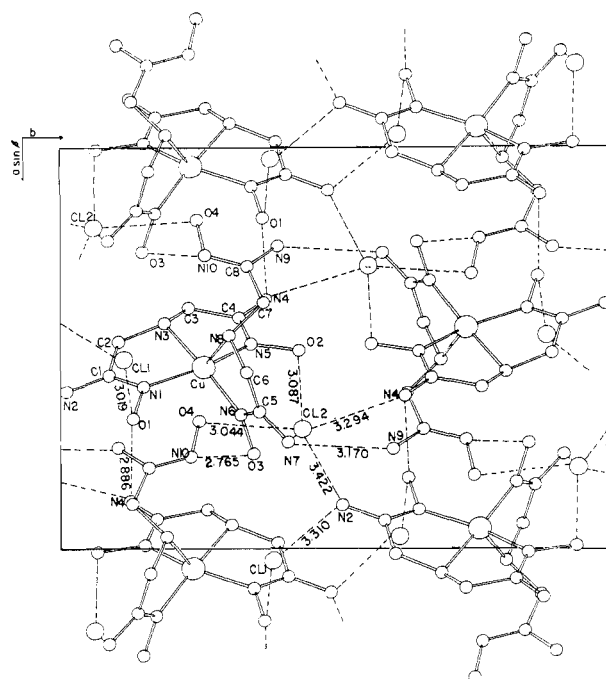 b
a sin β
CL2
O4
O1
O3
N10
C8
N9
N4
C7
C3
C4
N8
N3
N5
O2
C2
CL1
Cu
C6
C1
N1
N2
3.019
O1
O4
N6
C5
3.087
CL2
3.294
N4
3.044
N7
3.170
N9
2.886
N10
2.765
O3
N4
3.422
N2
3.310
CL1